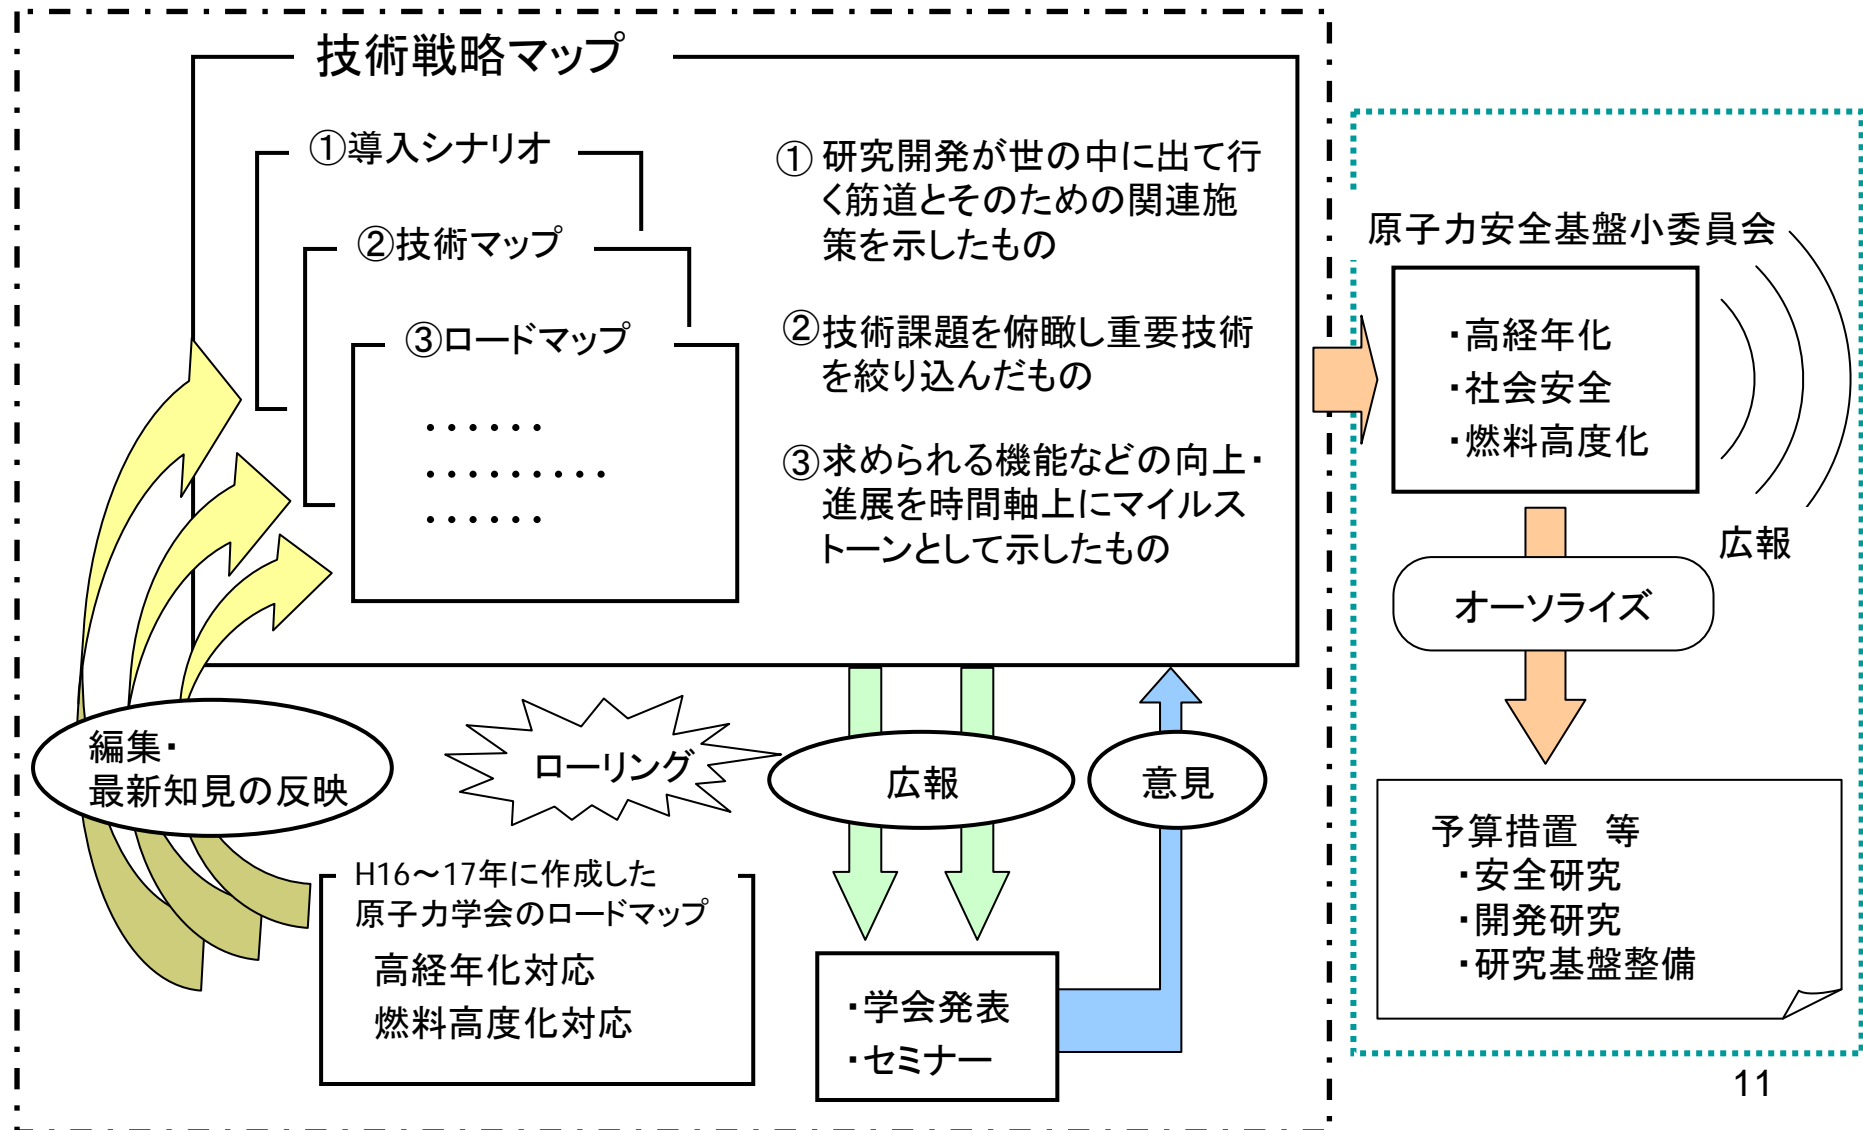 技術戦略マップ
①導入シナリオ
②技術マップ
③ロードマップ
・・・・・・
・・・・・・・・・
・・・・・・
① 研究開発が世の中に出て行
く筋道とそのための関連施
策を示したもの
②技術課題を俯瞰し重要技術
を絞り込んだもの
③求められる機能などの向上・
進展を時間軸上にマイルス
トーンとして示したもの
編集・
最新知見の反映
ローリング
広報
意見
H16～17年に作成した
原子力学会のロードマップ
高経年化対応
燃料高度化対応
・学会発表
・セミナー
原子力安全基盤小委員会
・高経年化
・社会安全
・燃料高度化
広報
オーソライズ
予算措置　等
・安全研究
・開発研究
・研究基盤整備
11